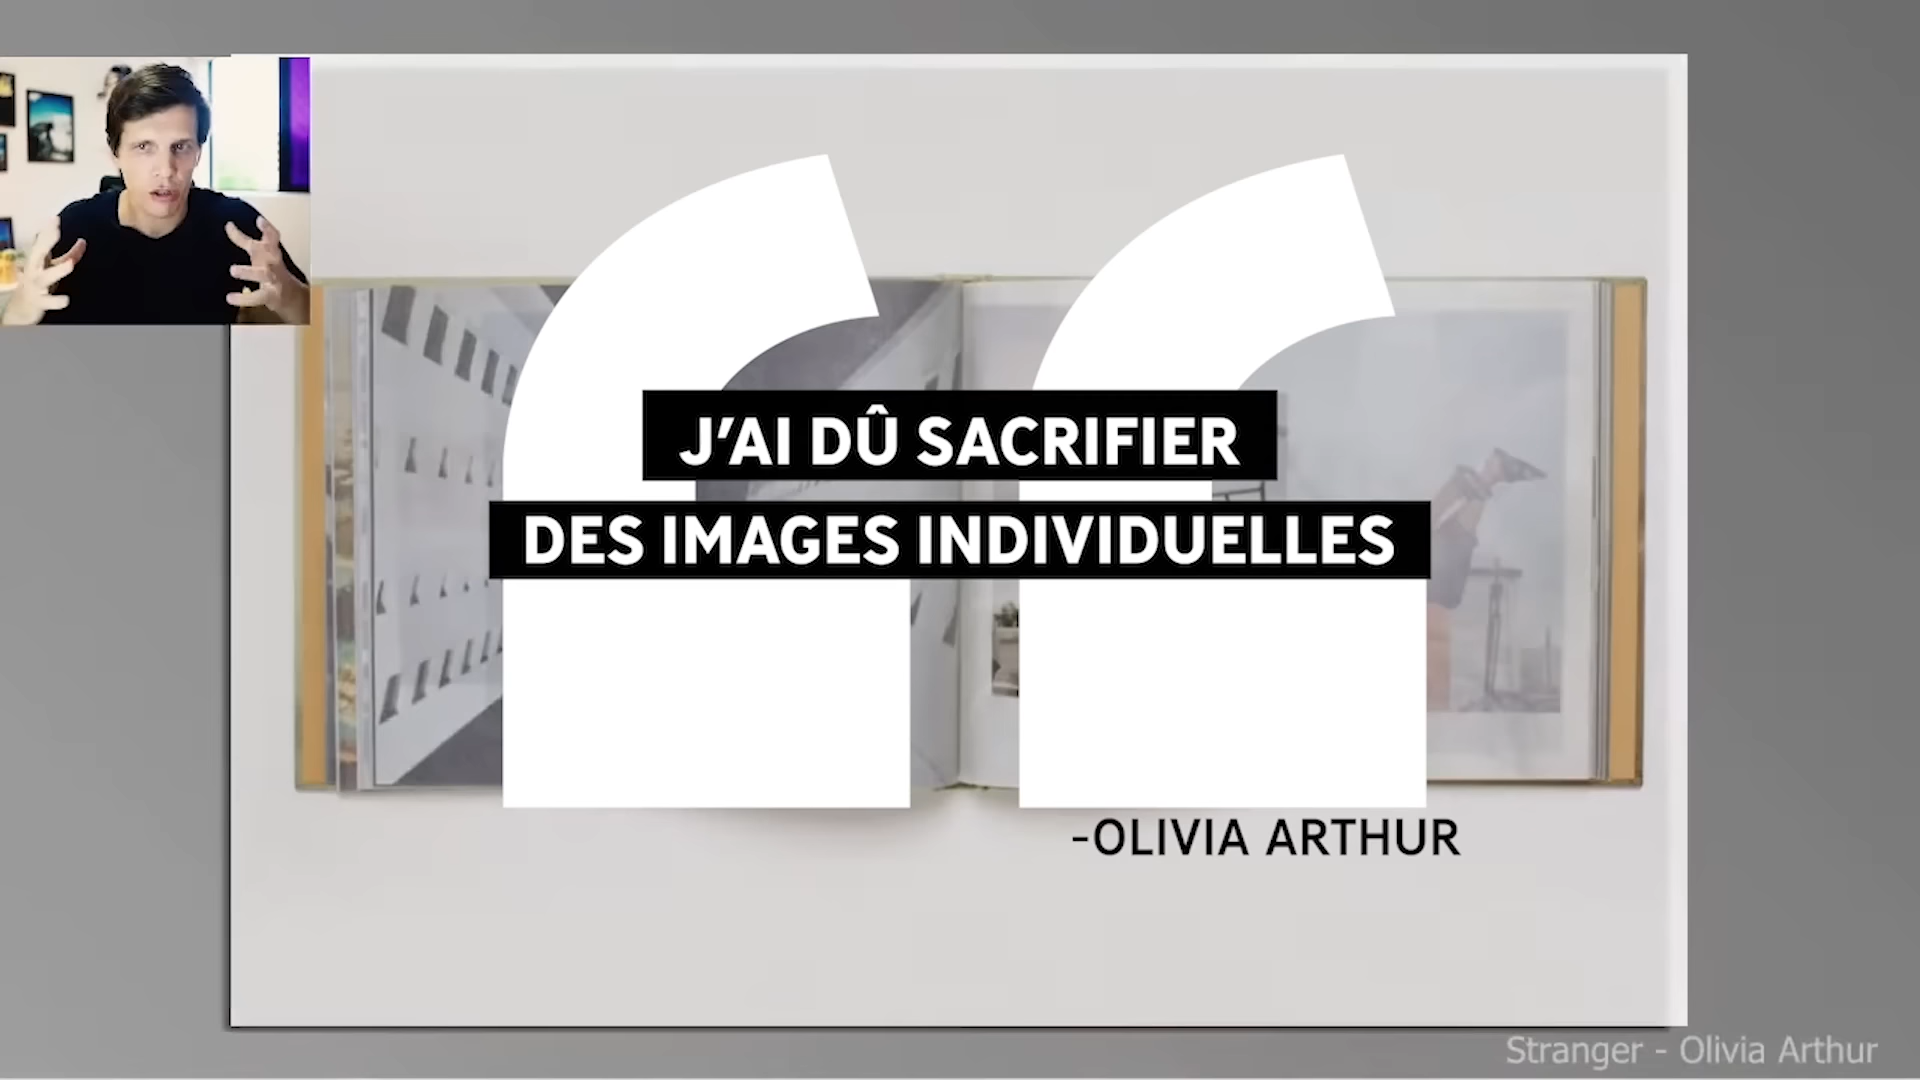 J'AI DÛ SACRIFIER
DES IMAGES INDIVIDUELLES
-OLIVIA ARTHUR
Stranger - Olivia Arthur